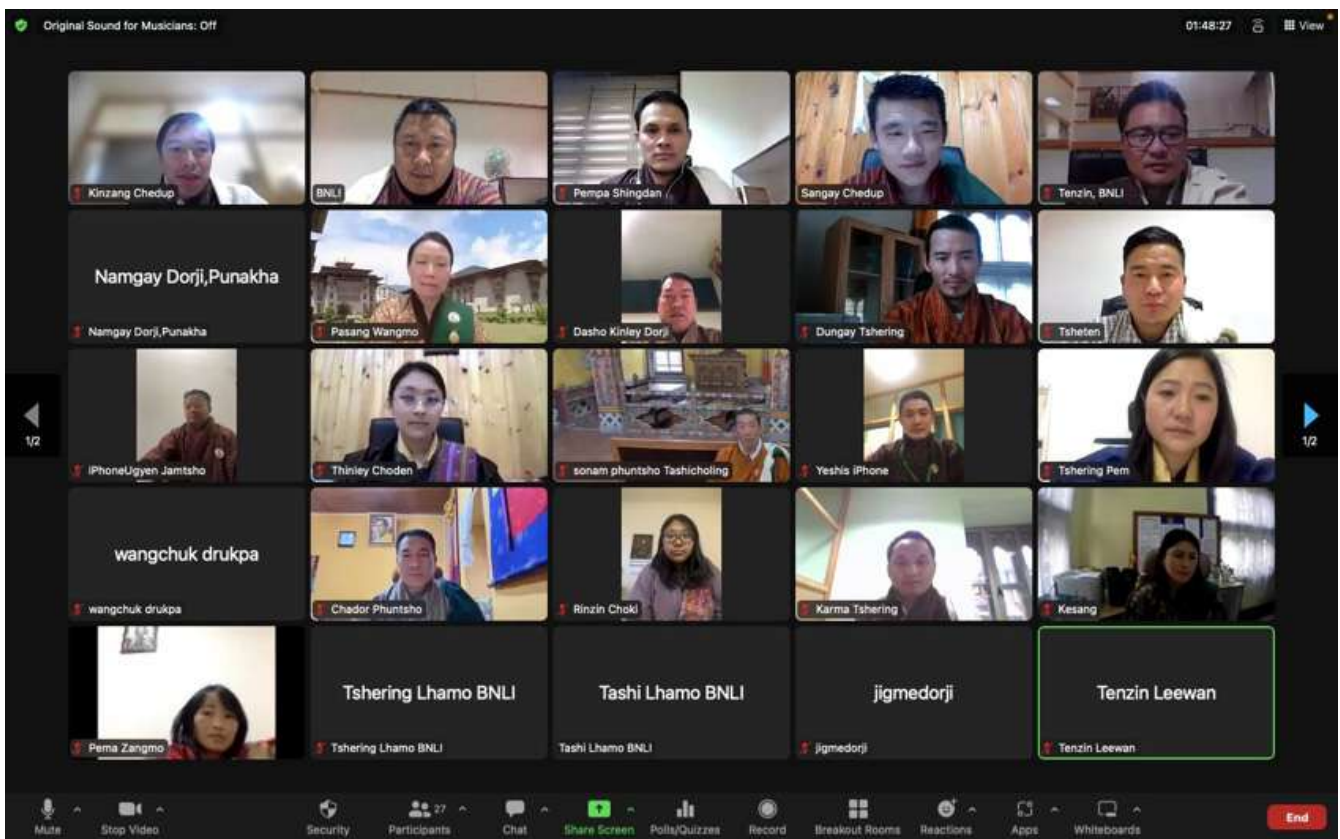 Original Sound for Musicians: Off
01:48:27
View
Kinzang Chedup
BNLI
Pempa Shingdan
Sangay Chedup
Tenzin, BNLI
Namgay Dorji,Punakha
Namgay Dorji,Punakha
Pasang Wangmo
Dasho Kinley Dorji
Dungay Tshering
Tsheten
1/2
iPhoneUgyen Jamtsho
Thinley Choden
sonam phuntsho Tashicholing
Yeshis iPhone
Tshering Pem
1/2
wangchuk drukpa
wangchuk drukpa
Chador Phuntsho
Rinzin Choki
Karma Tshering
Kesang
Pema Zangmo
Tshering Lhamo BNLI
Tshering Lhamo BNLI
Tashi Lhamo BNLI
Tashi Lhamo BNLI
jigmedorji
jigmedorji
Tenzin Leewan
Tenzin Leewan
Mute
Stop Video
Security
Participants
27
Chat
Share Screen
Polls/Quizzes
Record
Breakout Rooms
Reactions
Apps
Whiteboards
End